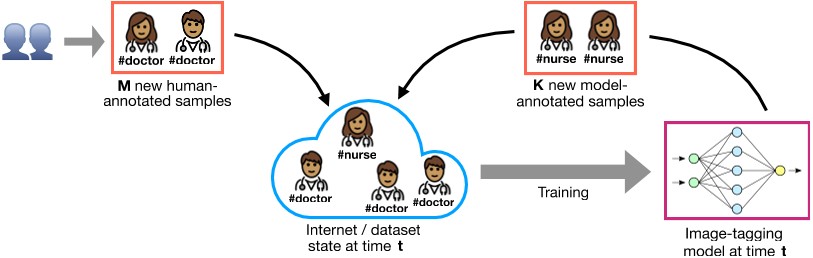 #doctor #doctor
M new human-
annotated samples
#nurse #nurse
K new model-
annotated samples
#nurse
#doctor
#doctor
#doctor
Internet / dataset
state at time t
Training
Image-tagging
model at time t